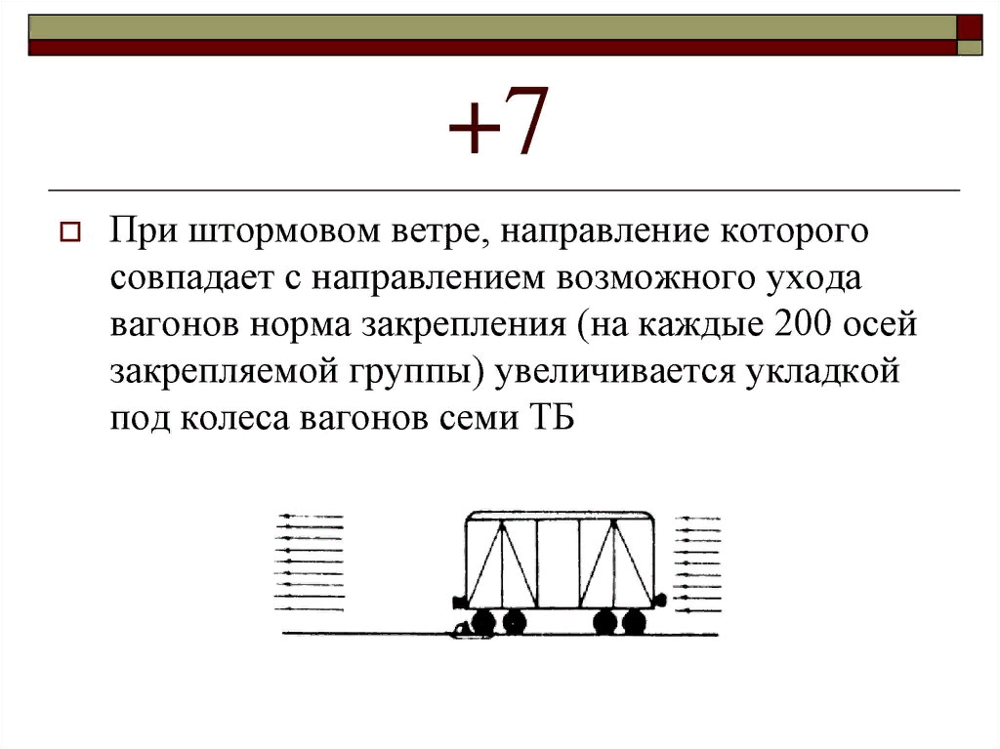 +7
При штормовом ветре, направление которого
совпадает с направлением возможного ухода
вагонов норма закрепления (на каждые 200 осей
закрепляемой группы) увеличивается укладкой
под колеса вагонов семи ТБ